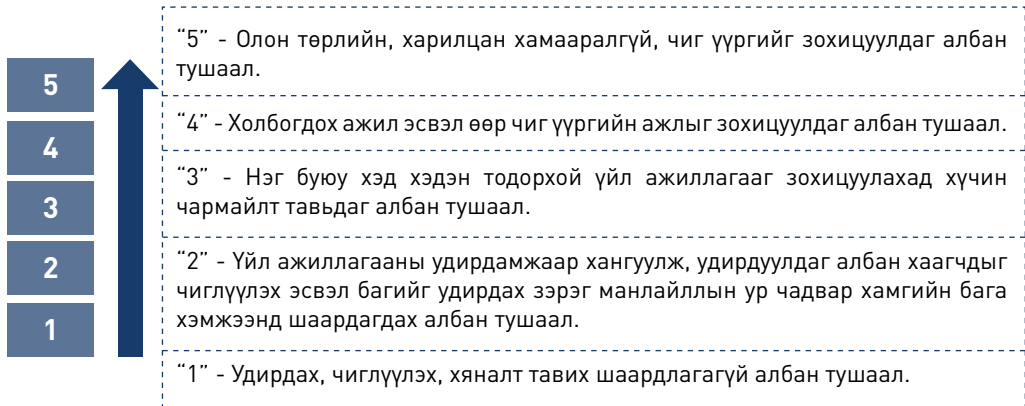 5
4
3
2
1
“5” - Олон төрлийн, харилцан хамааралгүй, чиг үүргийг зохицуулдаг албан
тушаал.
“4” - Холбогдох ажил эсвэл өөр чиг үүргийн ажлыг зохицуулдаг албан тушаал.
“3” - Нэг буюу хэд хэдэн тодорхой үйл ажиллагааг зохицуулахад хүчин
чармайлт тавьдаг албан тушаал.
“2” - Үйл ажиллагааны удирдамжаар хангуулж, удирдуулдаг албан хаагчдыг
чиглүүлэх эсвэл багийг удирдах зэрэг манлайллын ур чадвар хамгийн бага
хэмжээнд шаардагдах албан тушаал.
“1” - Удирдах, чиглүүлэх, хяналт тавих шаардлагагүй албан тушаал.